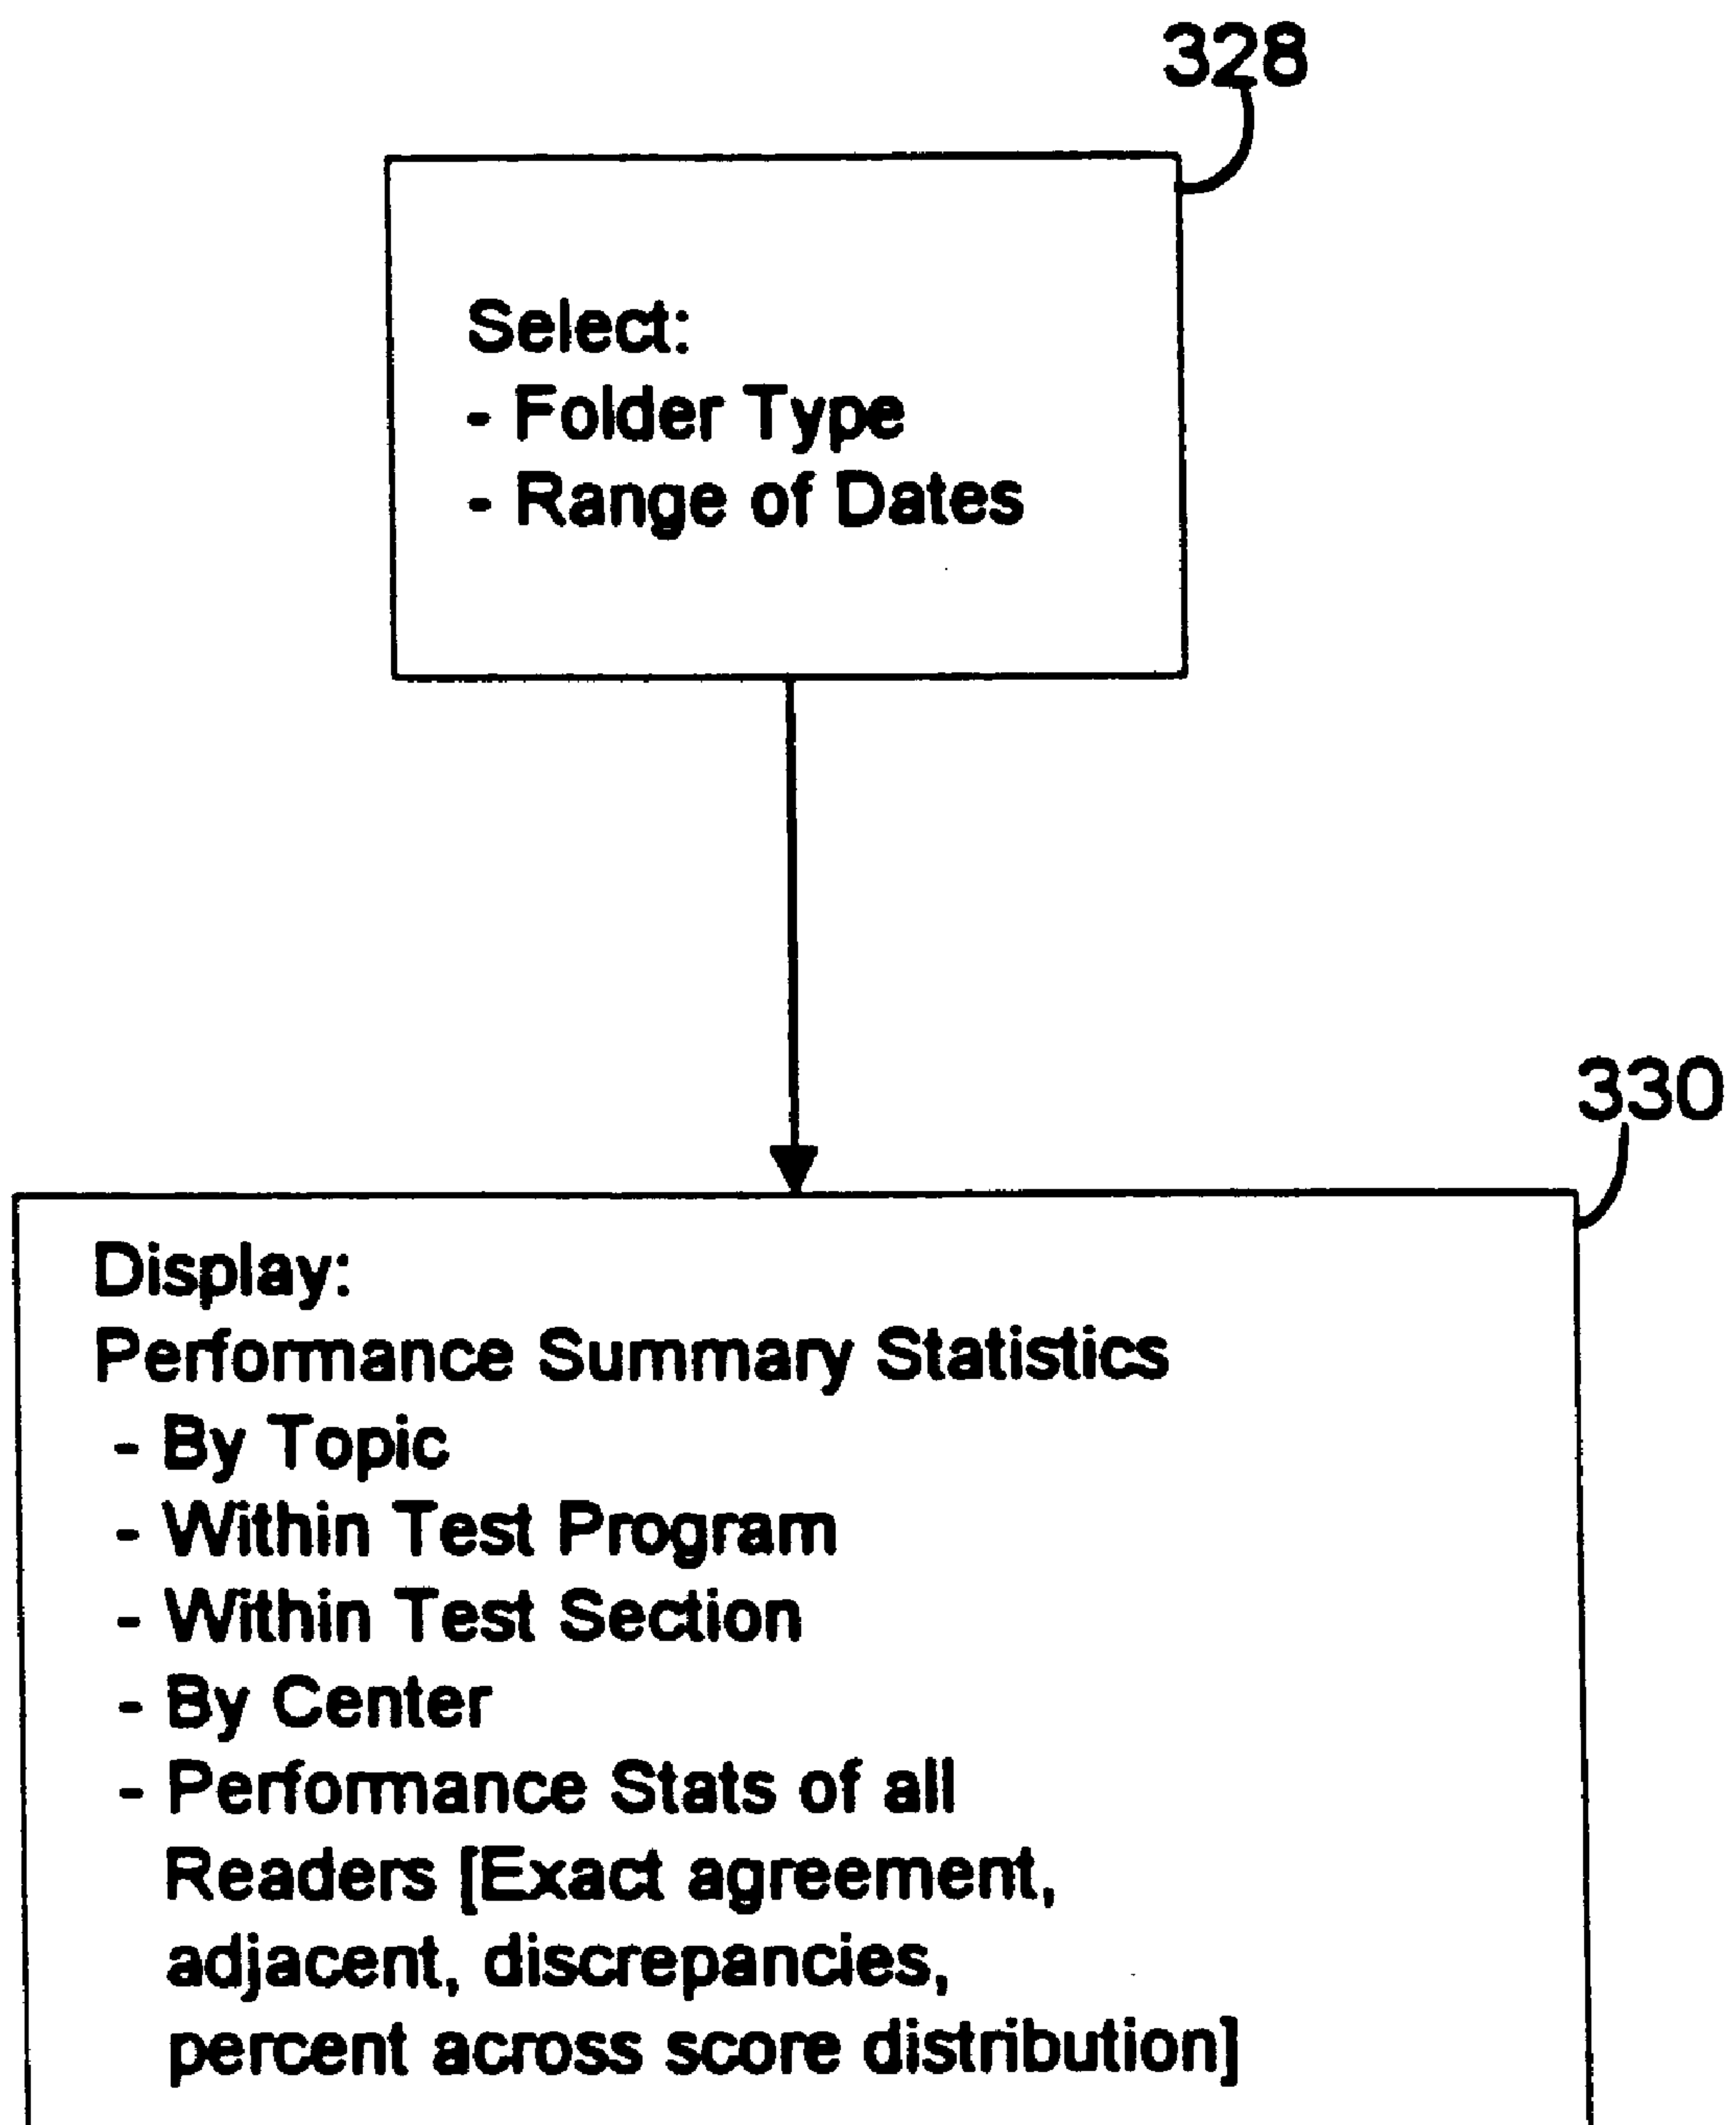 328
Select:
- Folder Type
- Range of Dates
330
Display:
Performance Summary Statistics
- By Topic
- Within Test Program
- Within Test Section
- By Center
- Performance Stats of all
Readers [Exact agreement,
adjacent, discrepancies,
percent across score distribution]